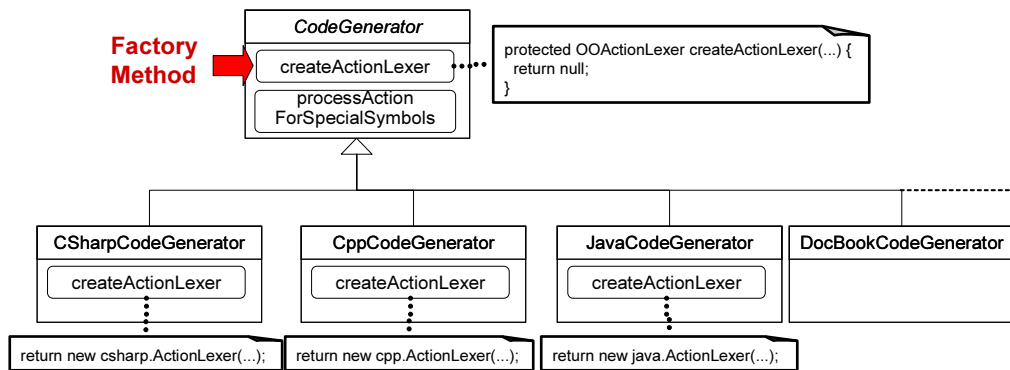 CodeGenerator
Factory
Method
createActionLexer
processAction
ForSpecialSymbols
protected OOActionLexer createActionLexer(...) {
return null;
}
CSharpCodeGenerator
createActionLexer
return new csharp.ActionLexer(...);
CppCodeGenerator
createActionLexer
return new cpp.ActionLexer(...);
JavaCodeGenerator
createActionLexer
return new java.ActionLexer(...);
DocBookCodeGenerator